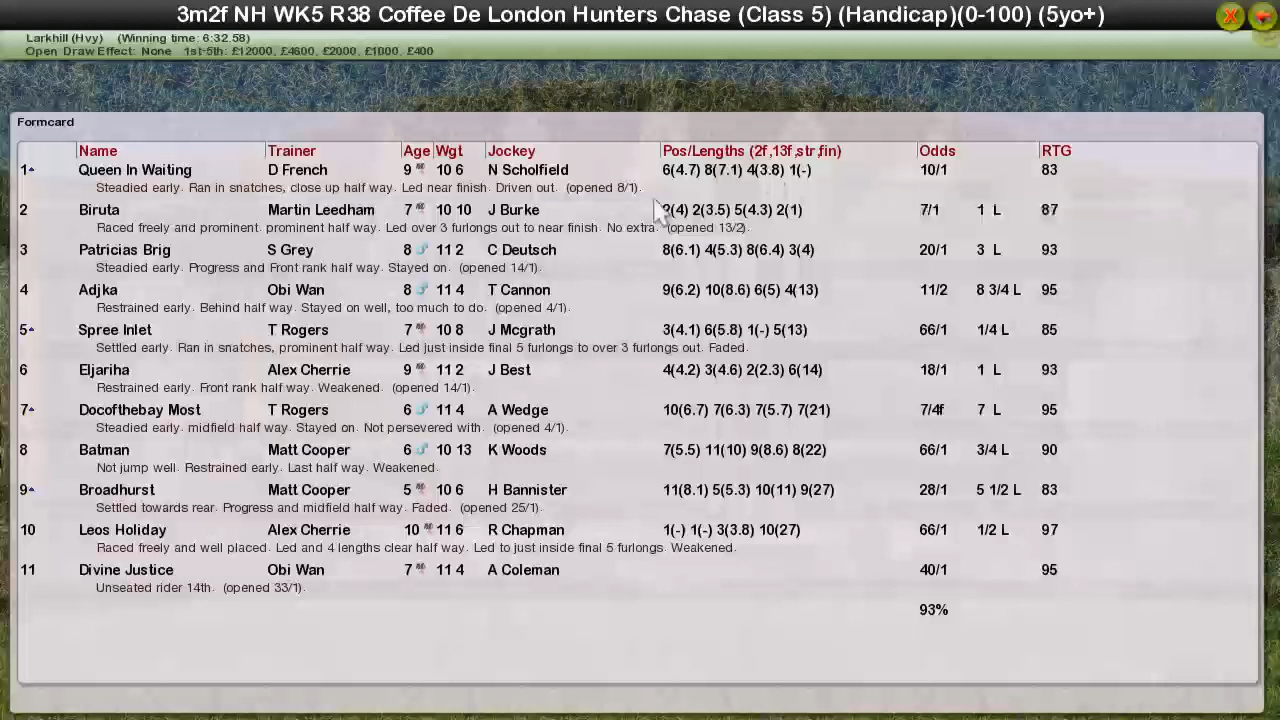 3m2f NH WK5 R38 Coffee De London Hunters Chase (Class 5) (Handicap)(0-100) (5yo+)
Larkhill (Hvy) (Winning time: 6:32.58)
Open Draw Effect: None 1st-5th: £12000, £4600, £2000, £1000, £400
Formcard
Name Trainer Age Wgt Jockey Pos/Lengths (2f,13f,str,fin) Odds RTG
1 Queen In Waiting D French 9 10 6 N Scholfield 6(4.7) 8(7.1) 4(3.8) 1(-) 10/1 83
Steadied early. Ran in snatches, close up half way. Led near finish. Driven out. (opened 8/1).
2 Biruta Martin Leedham 7 10 10 J Burke 2(4) 2(3.5) 5(4.3) 2(1) 7/1 1 L 87
Raced freely and prominent. prominent half way. Led over 3 furlongs out to near finish. No extra. (opened 13/2).
3 Patricias Brig S Grey 8 11 2 C Deutsch 8(6.1) 4(5.3) 8(6.4) 3(4) 20/1 3 L 93
Steadied early. Progress and Front rank half way. Stayed on. (opened 14/1).
4 Adjka Obi Wan 8 11 4 T Cannon 9(6.2) 10(8.6) 6(5) 4(13) 11/2 8 3/4 L 95
Restrained early. Behind half way. Stayed on well, too much to do. (opened 4/1).
5 Spree Inlet T Rogers 7 10 8 J Mcgrath 3(4.1) 6(5.8) 1(-) 5(13) 66/1 1/4 L 85
Settled early. Ran in snatches, prominent half way. Led just inside final 5 furlongs to over 3 furlongs out. Faded.
6 Eljariha Alex Cherrie 9 11 2 J Best 4(4.2) 3(4.6) 2(2.3) 6(14) 18/1 1 L 93
Restrained early. Front rank half way. Weakened. (opened 14/1).
7 Docofthebay Most T Rogers 6 11 4 A Wedge 10(6.7) 7(6.3) 7(5.7) 7(21) 7/4f 7 L 95
Steadied early. midfield half way. Stayed on. Not persevered with. (opened 4/1).
8 Batman Matt Cooper 6 10 13 K Woods 7(5.5) 11(10) 9(8.6) 8(22) 66/1 3/4 L 90
Not jump well. Restrained early. Last half way. Weakened.
9 Broadhurst Matt Cooper 5 10 6 H Bannister 11(8.1) 5(5.3) 10(11) 9(27) 28/1 5 1/2 L 83
Settled towards rear. Progress and midfield half way. Faded. (opened 25/1).
10 Leos Holiday Alex Cherrie 10 11 6 R Chapman 1(-) 1(-) 3(3.8) 10(27) 66/1 1/2 L 97
Raced freely and well placed. Led and 4 lengths clear half way. Led to just inside final 5 furlongs. Weakened.
11 Divine Justice Obi Wan 7 11 4 A Coleman 40/1 95
Unseated rider 14th. (opened 33/1).
93%